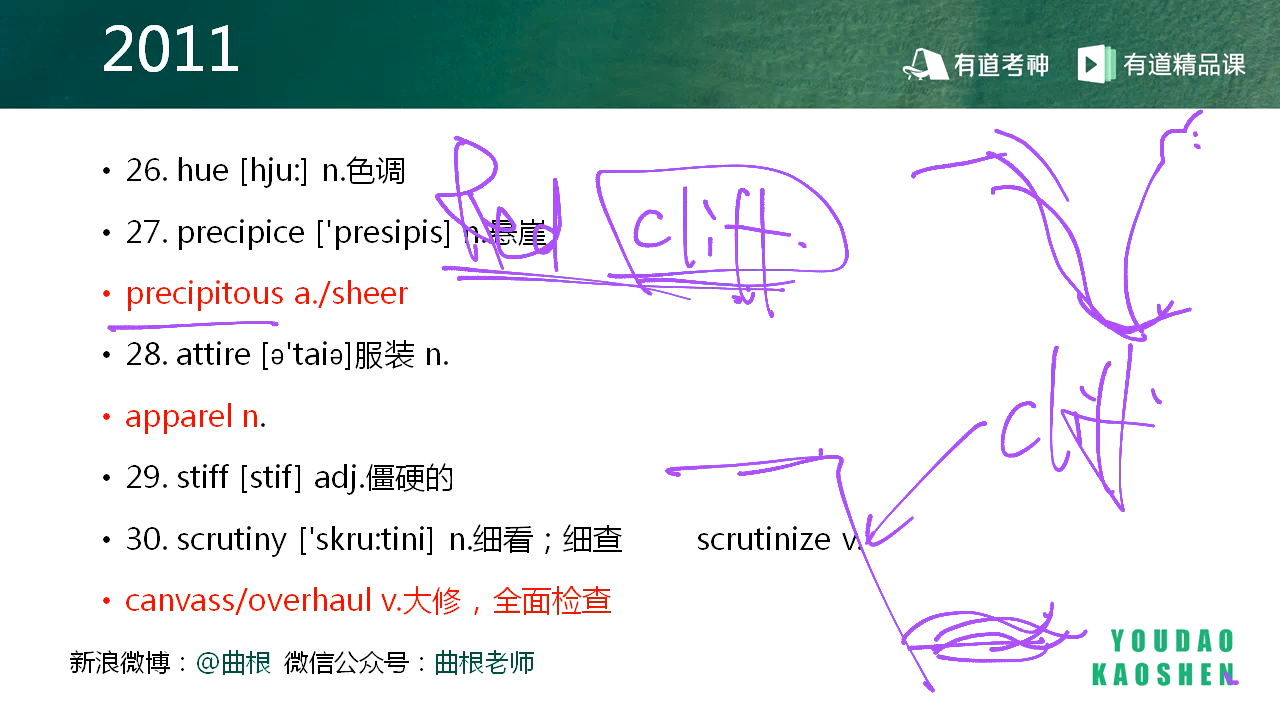 2011
有道考神 有道精品课
• 26. hue [hju:] n.色调
• 27. precipice ['presipis] n.悬崖
Red cliff.
• precipitous a./sheer
• 28. attire [ə'taiə]服装 n.
cliff
• apparel n.
• 29. stiff [stif] adj.僵硬的
• 30. scrutiny ['skru:tini] n.细看；细查 scrutinize v.
• canvass/overhaul v.大修，全面检查
新浪微博：@曲根 微信公众号：曲根老师
YOUDAO
KAOSHEN